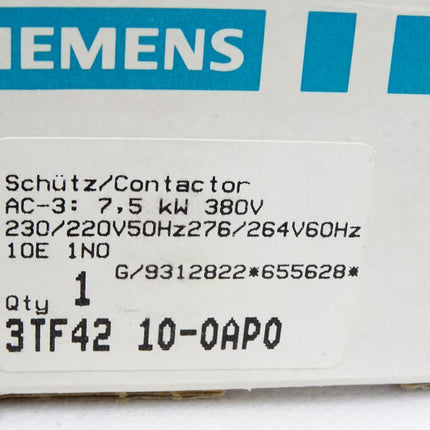 SIEMENS
Schütz/Contactor
AC-3: 7,5 kW 380V
230/220V50Hz276/264V60Hz
10E 1NO
G/9312822*655628*
Qty 1
3TF42 10-0AP0